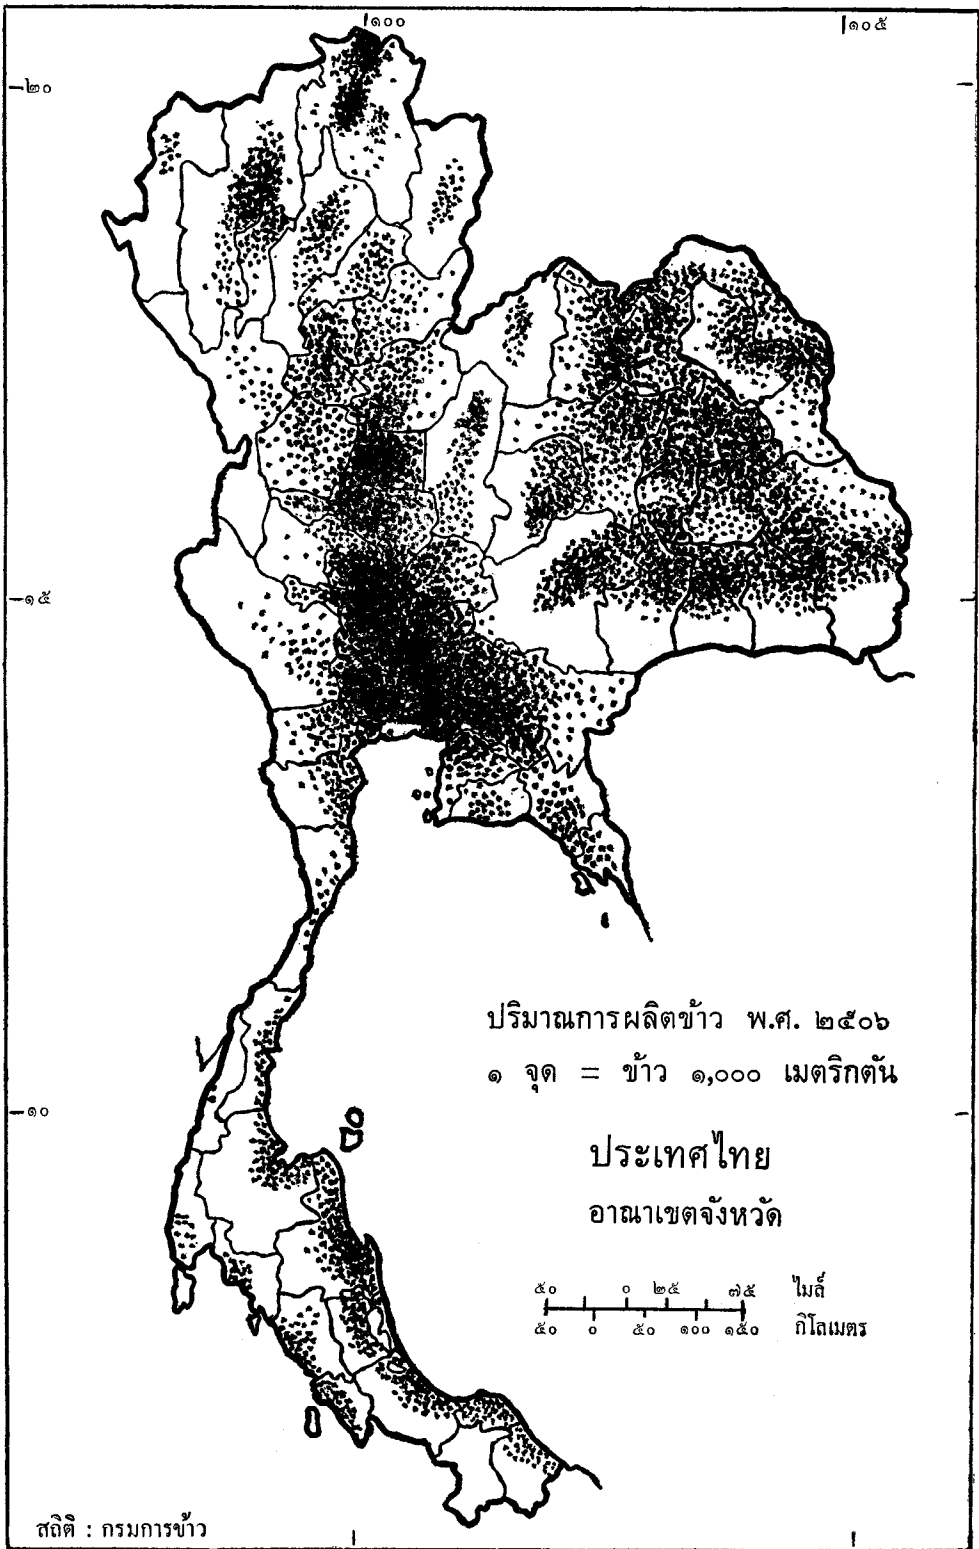 ๑๐๐ ๑๐๕
๒๐
๑๕
ปริมาณการผลิตข้าว พ.ศ. ๒๕๐๖
๑ จุด = ข้าว ๑,๐๐๐ เมตริกตัน
๑๐
ประเทศไทย
อาณาเขตจังหวัด
๕๐ ๐ ๒๕ ๗๕ ไมล์
๕๐ ๐ ๕๐ ๑๐๐ ๑๕๐ กิโลเมตร
สถิติ : กรมการข้าว